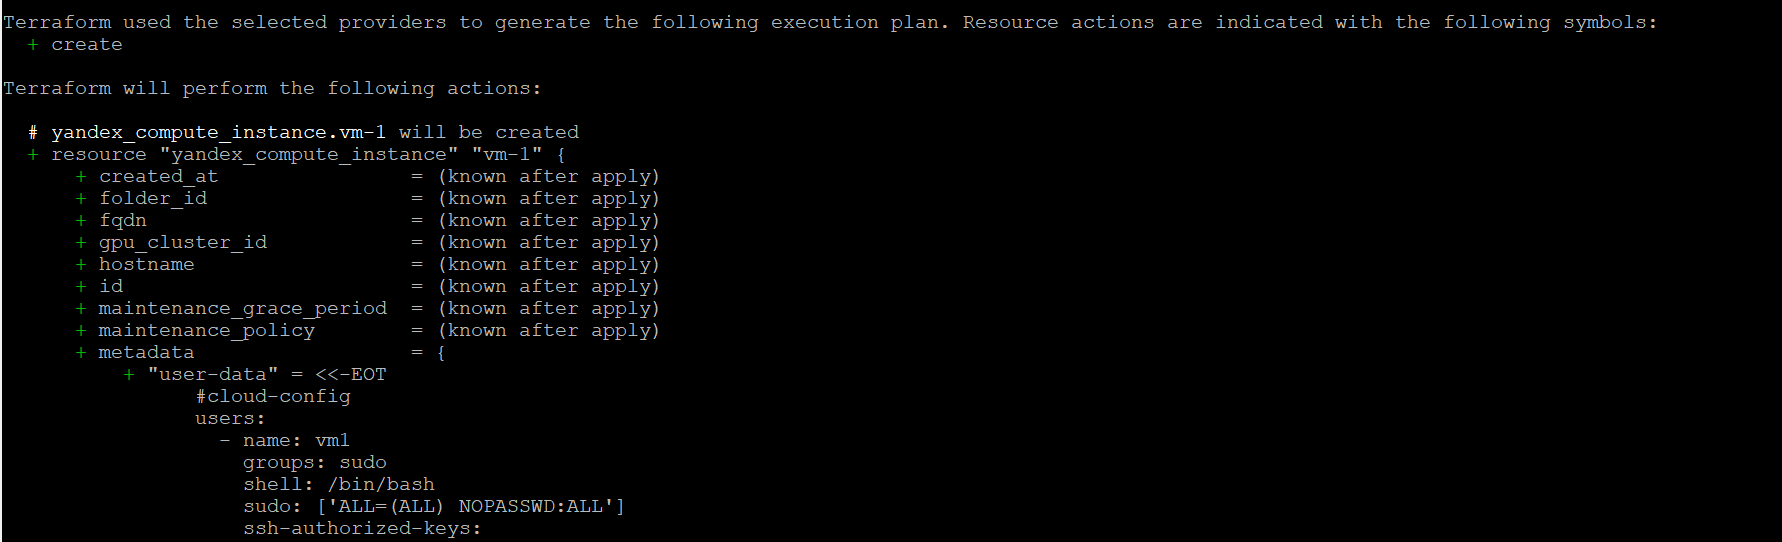 Terraform used the selected providers to generate the following execution plan. Resource actions are indicated with the following symbols:
  + create

Terraform will perform the following actions:

  # yandex_compute_instance.vm-1 will be created
  + resource "yandex_compute_instance" "vm-1" {
      + created_at                = (known after apply)
      + folder_id                 = (known after apply)
      + fqdn                      = (known after apply)
      + gpu_cluster_id            = (known after apply)
      + hostname                  = (known after apply)
      + id                        = (known after apply)
      + maintenance_grace_period  = (known after apply)
      + maintenance_policy        = (known after apply)
      + metadata                  = {
          + "user-data" = <<-EOT
                #cloud-config
                users:
                  - name: vm1
                    groups: sudo
                    shell: /bin/bash
                    sudo: ['ALL=(ALL) NOPASSWD:ALL']
                    ssh-authorized-keys: